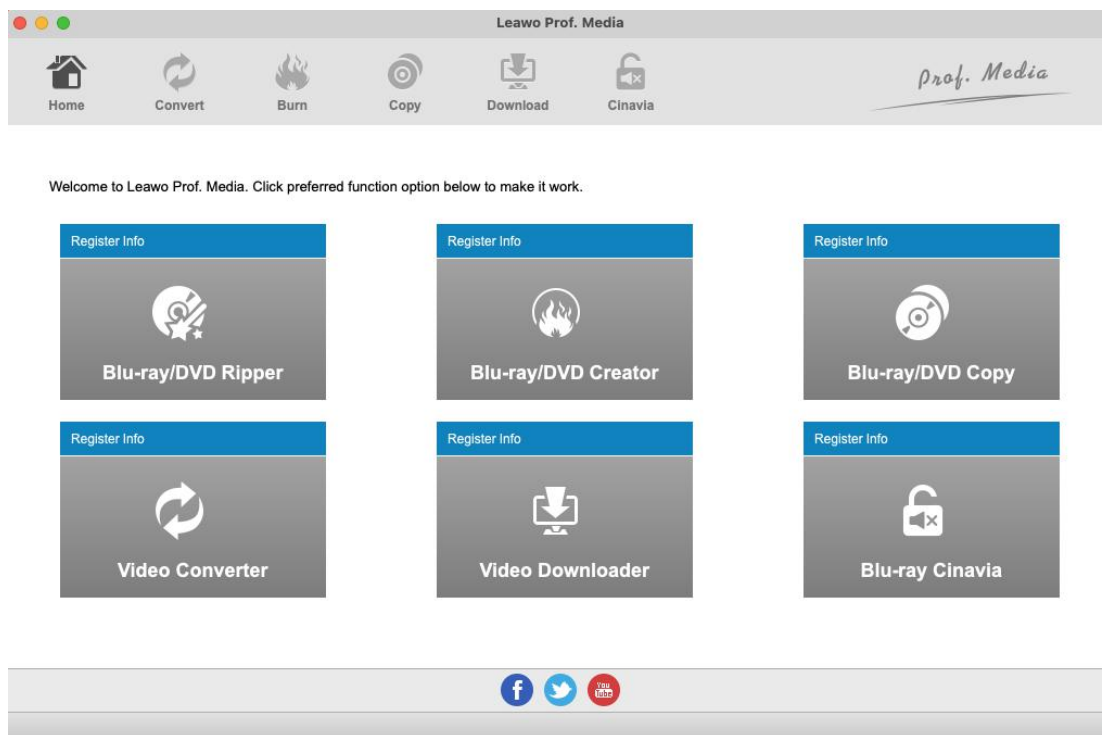 Leawo Prof. Media
Home Convert Burn Copy Download Cinavia
Prof. Media
Welcome to Leawo Prof. Media. Click preferred function option below to make it work.
Register Info Register Info Register Info
Blu-ray/DVD Ripper Blu-ray/DVD Creator Blu-ray/DVD Copy
Register Info Register Info Register Info
Video Converter Video Downloader Blu-ray Cinavia
f You Tube